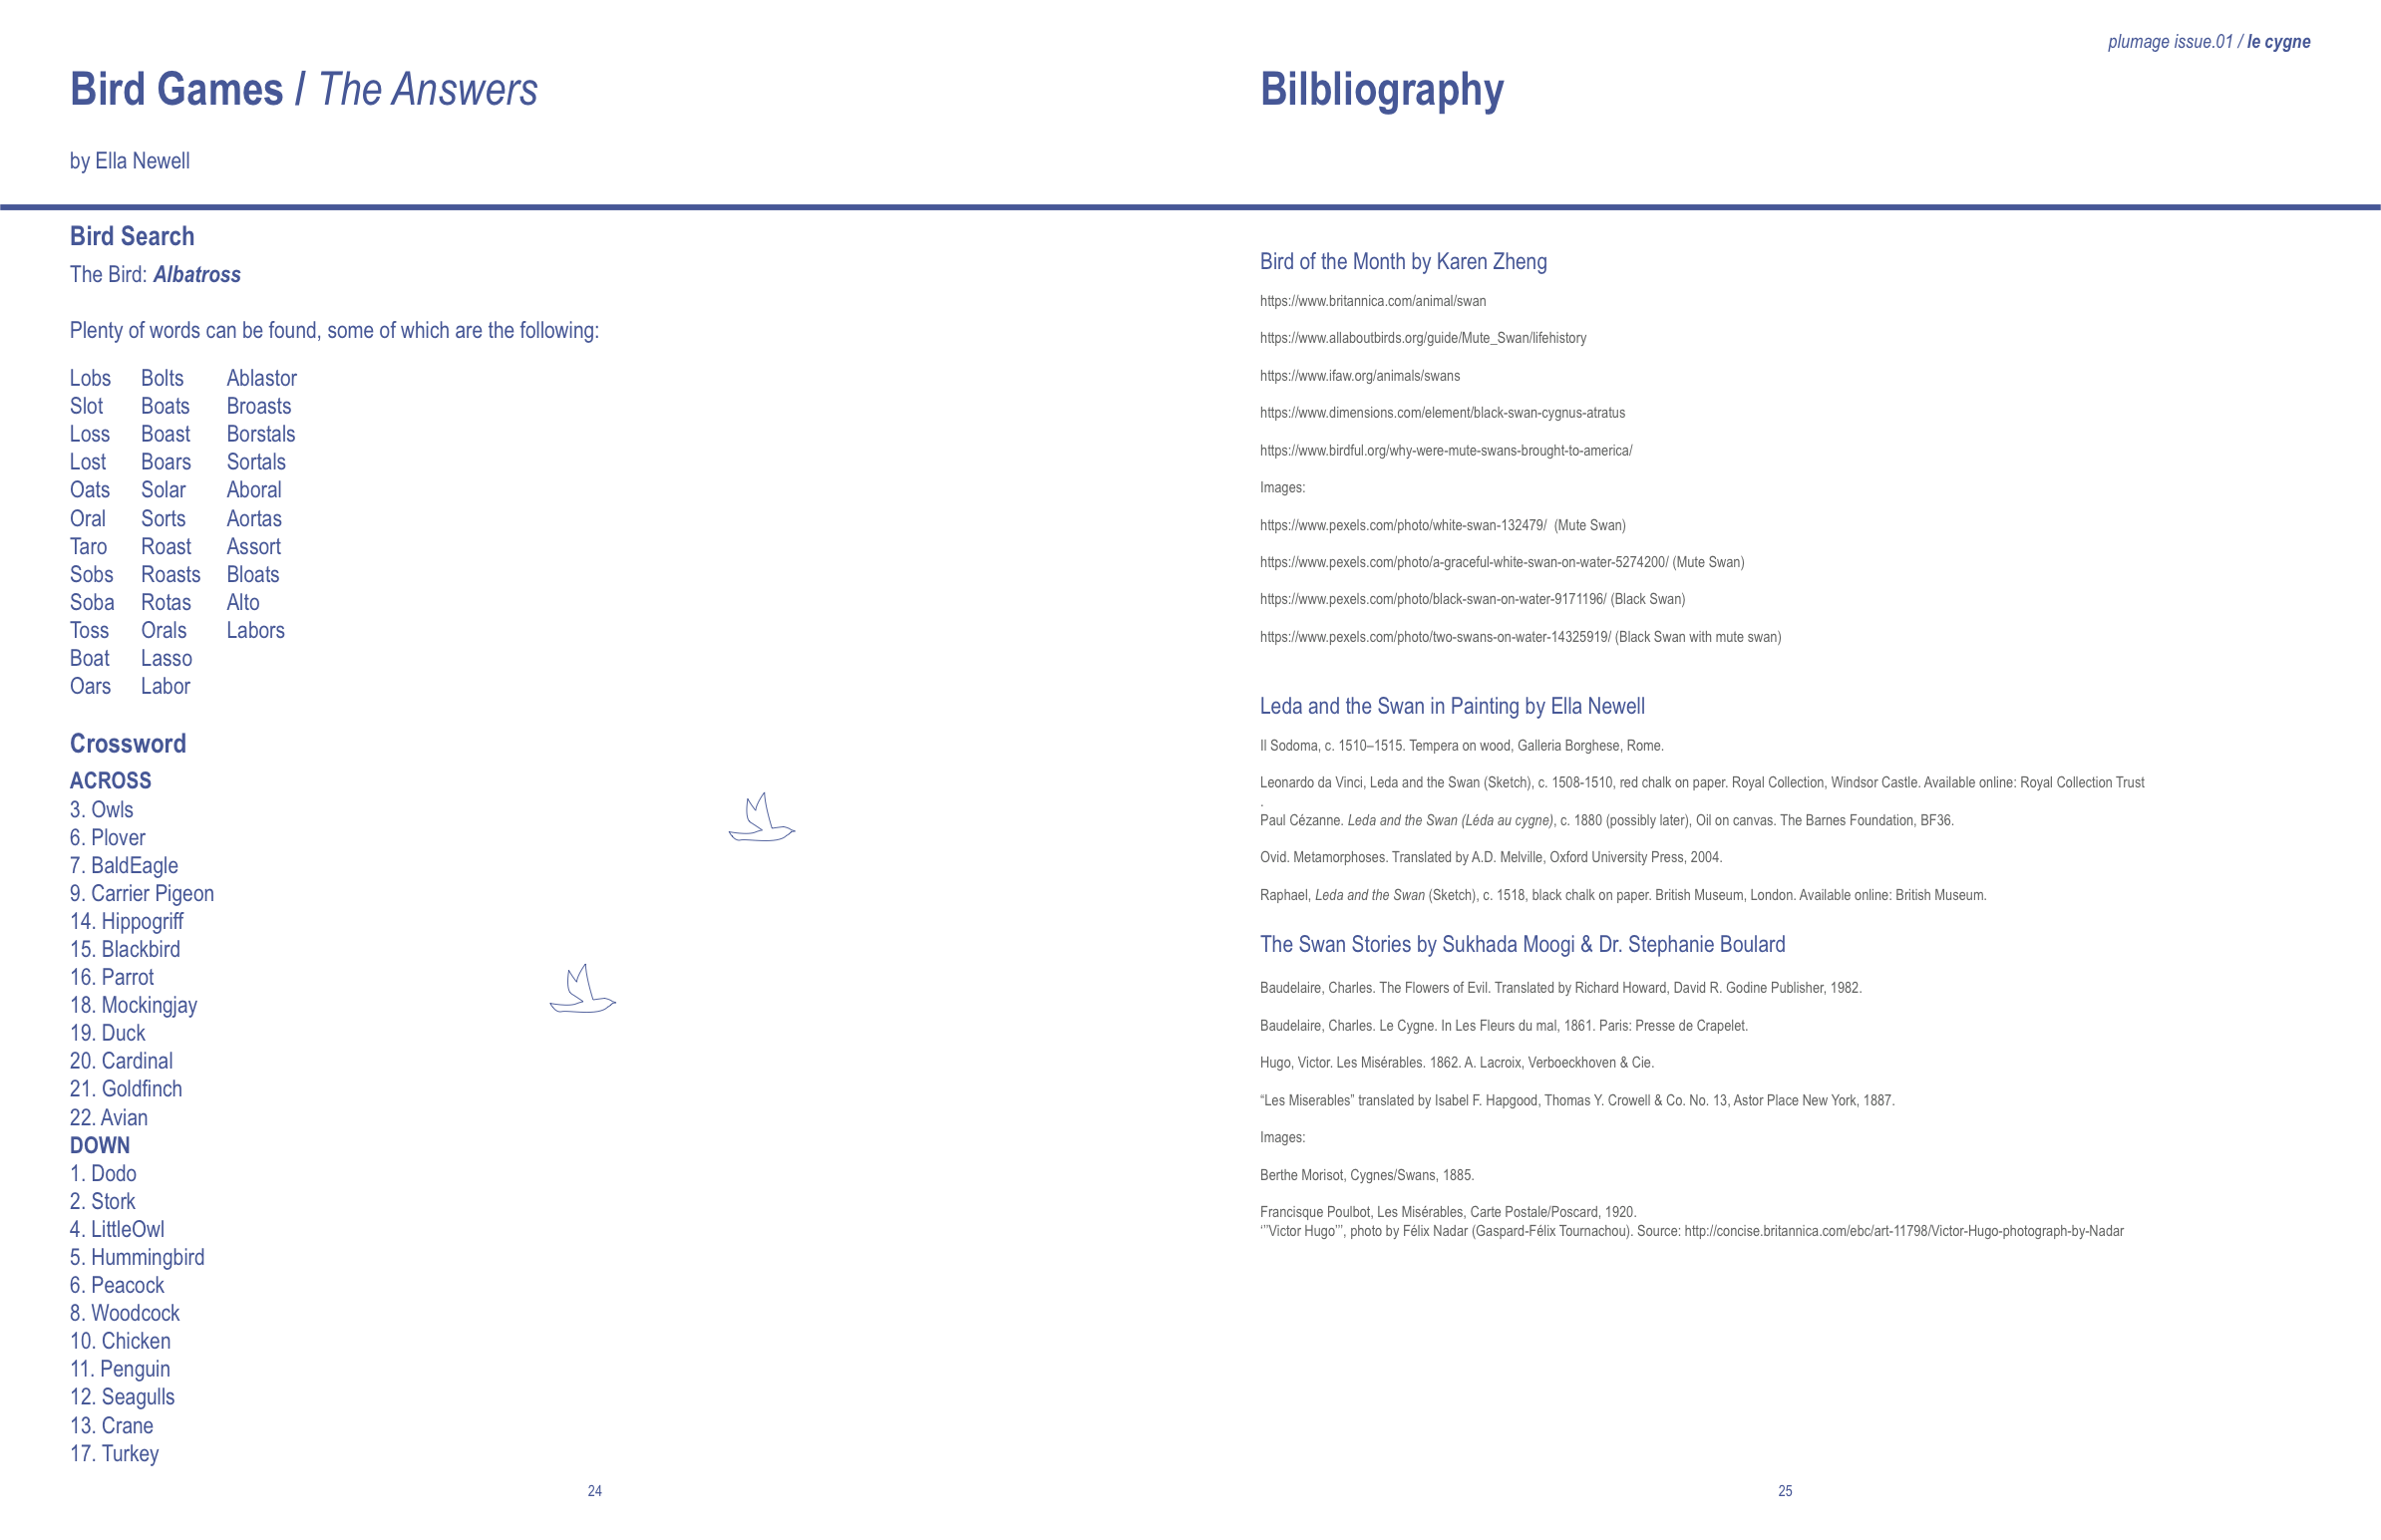 Bird Games / The Answers
by Ella Newell
Bird Search
The Bird: Albatross
Plenty of words can be found, some of which are the following:
Lobs
Slot
Loss
Lost
Oats
Oral
Taro
Sobs
Soba
Toss
Boat
Oars
Bolts
Boats
Boast
Boars
Solar
Sorts
Roast
Roasts
Rotas
Orals
Lasso
Labor
Ablastor
Broasts
Borstals
Sortals
Aboral
Aortas
Assort
Bloats
Alto
Labors
Crossword
ACROSS
3. Owls
6. Plover
7. BaldEagle
9. Carrier Pigeon
14. Hippogriff
15. Blackbird
16. Parrot
18. Mockingjay
19. Duck
20. Cardinal
21. Goldfinch
22. Avian
DOWN
1. Dodo
2. Stork
4. LittleOwl
5. Hummingbird
6. Peacock
8. Woodcock
10. Chicken
11. Penguin
12. Seagulls
13. Crane
17. Turkey
24
plumage issue.01 / le cygne
Bilbliography
Bird of the Month by Karen Zheng
https://www.britannica.com/animal/swan
https://www.allaboutbirds.org/guide/Mute_Swan/lifehistory
https://www.ifaw.org/animals/swans
https://www.dimensions.com/element/black-swan-cygnus-atratus
https://www.birdful.org/why-were-mute-swans-brought-to-america/
Images:
https://www.pexels.com/photo/white-swan-132479/  (Mute Swan)
https://www.pexels.com/photo/a-graceful-white-swan-on-water-5274200/ (Mute Swan)
https://www.pexels.com/photo/black-swan-on-water-9171196/ (Black Swan)
https://www.pexels.com/photo/two-swans-on-water-14325919/ (Black Swan with mute swan)
Leda and the Swan in Painting by Ella Newell
Il Sodoma, c. 1510–1515. Tempera on wood, Galleria Borghese, Rome.
Leonardo da Vinci, Leda and the Swan (Sketch), c. 1508-1510, red chalk on paper. Royal Collection, Windsor Castle. Available online: Royal Collection Trust
.
Paul Cézanne. Leda and the Swan (Léda au cygne), c. 1880 (possibly later), Oil on canvas. The Barnes Foundation, BF36.
Ovid. Metamorphoses. Translated by A.D. Melville, Oxford University Press, 2004.
Raphael, Leda and the Swan (Sketch), c. 1518, black chalk on paper. British Museum, London. Available online: British Museum.
The Swan Stories by Sukhada Moogi & Dr. Stephanie Boulard
Baudelaire, Charles. The Flowers of Evil. Translated by Richard Howard, David R. Godine Publisher, 1982.
Baudelaire, Charles. Le Cygne. In Les Fleurs du mal, 1861. Paris: Presse de Crapelet.
Hugo, Victor. Les Misérables. 1862. A. Lacroix, Verboeckhoven & Cie.
“Les Miserables” translated by Isabel F. Hapgood, Thomas Y. Crowell & Co. No. 13, Astor Place New York, 1887.
Images:
Berthe Morisot, Cygnes/Swans, 1885.
Francisque Poulbot, Les Misérables, Carte Postale/Poscard, 1920.
‘’’Victor Hugo’’’, photo by Félix Nadar (Gaspard-Félix Tournachou). Source: http://concise.britannica.com/ebc/art-11798/Victor-Hugo-photograph-by-Nadar
25